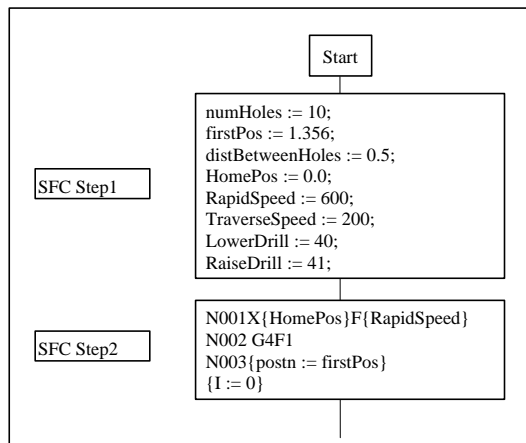 Start
SFC Step1
numHoles := 10;
firstPos := 1.356;
distBetweenHoles := 0.5;
HomePos := 0.0;
RapidSpeed := 600;
TraverseSpeed := 200;
LowerDrill := 40;
RaiseDrill := 41;
SFC Step2
N001X{HomePos}F{RapidSpeed}
N002 G4F1
N003{postn := firstPos}
{I := 0}